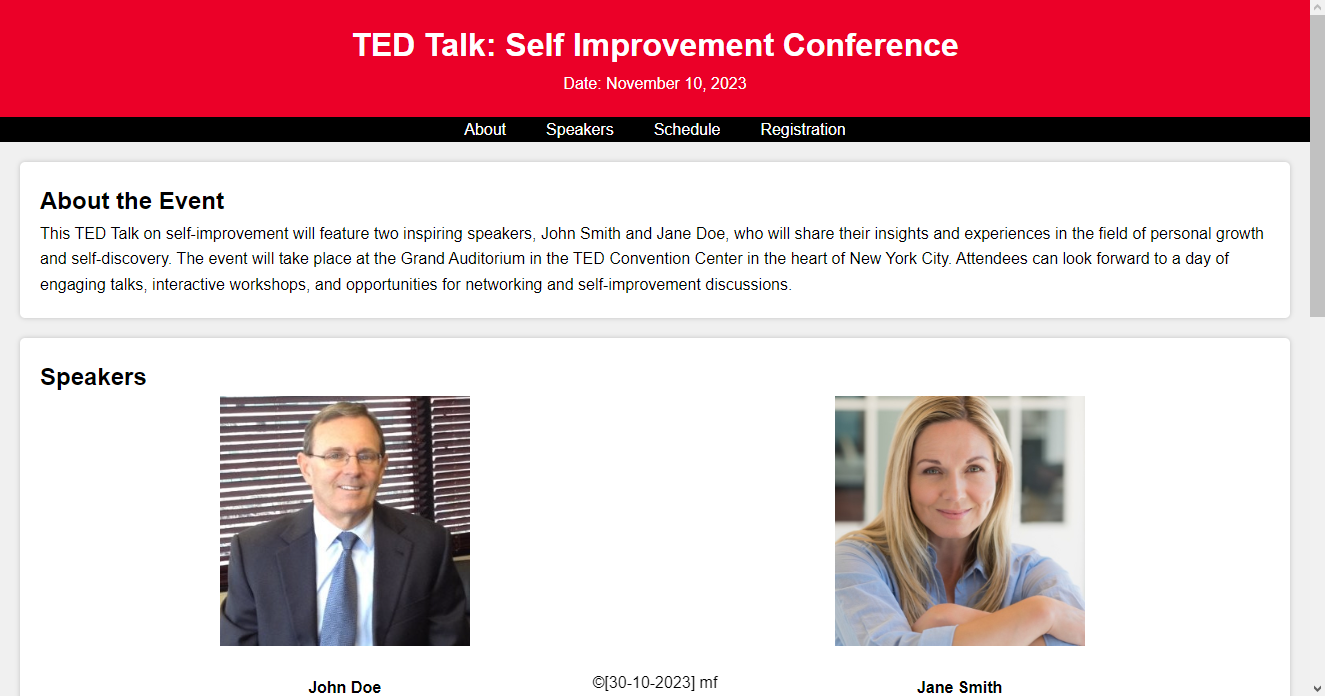 TED Talk: Self Improvement Conference
Date: November 10, 2023
About Speakers Schedule Registration
About the Event
This TED Talk on self-improvement will feature two inspiring speakers, John Smith and Jane Doe, who will share their insights and experiences in the field of personal growth
and self-discovery. The event will take place at the Grand Auditorium in the TED Convention Center in the heart of New York City. Attendees can look forward to a day of
engaging talks, interactive workshops, and opportunities for networking and self-improvement discussions.
Speakers
John Doe
©[30-10-2023] mf
Jane Smith